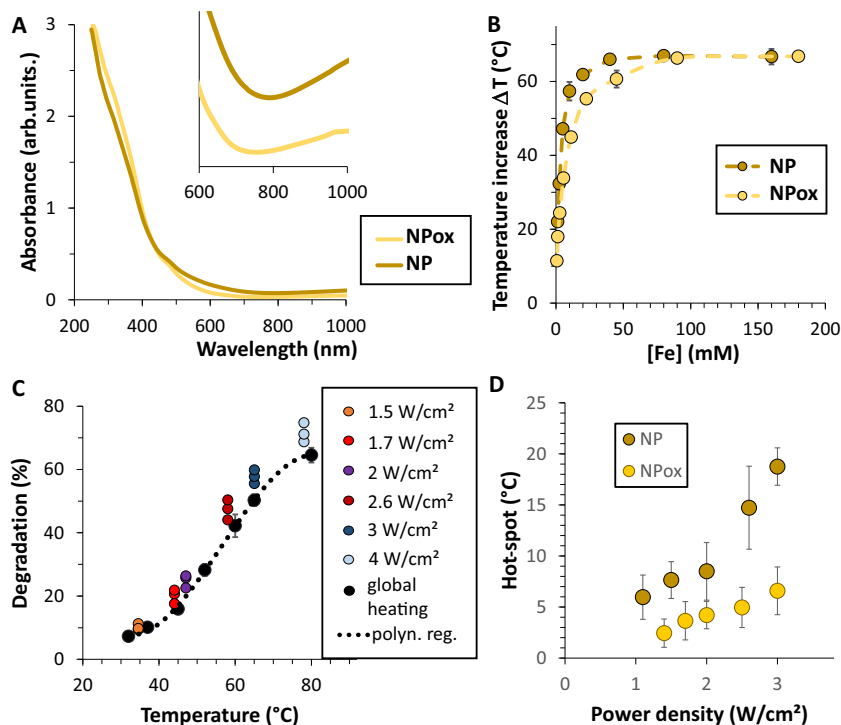 A
3
2
1
0
Absorbance (arb.units.)
200 400 600 800 1000
Wavelength (nm)
600 800 1000
NPox
NP
B
60
40
20
0
Temperature increase ΔT (°C)
0 50 100 150 200
[Fe] (mM)
NP
NPox
C
80
60
40
20
0
Degradation (%)
20 40 60 80
Temperature (°C)
1.5 W/cm²
1.7 W/cm²
2 W/cm²
2.6 W/cm²
3 W/cm²
4 W/cm²
global
heating
polyn. reg.
D
25
20
15
10
5
0
Hot-spot (°C)
0 1 2 3
Power density (W/cm²)
NP
NPox